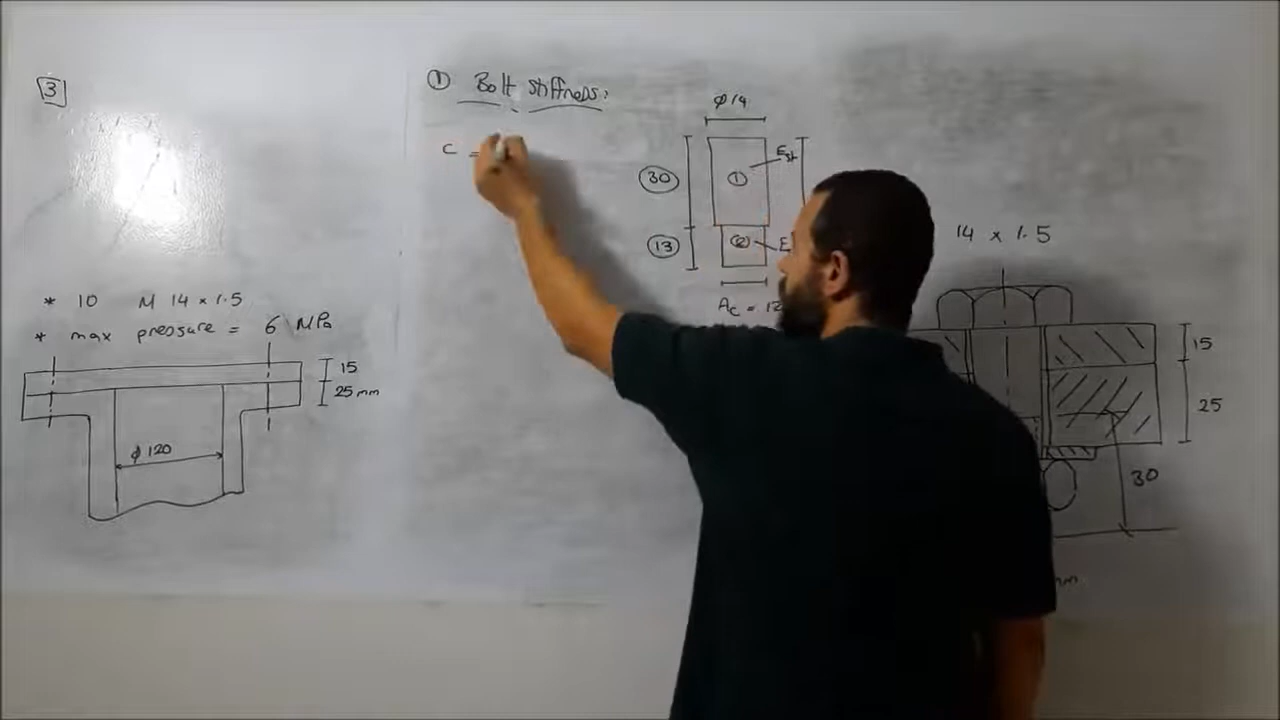 3
* 10 M 14 x 1.5
* max pressure = 6 MPa
15
25 mm
φ 120
① Bolt stiffness:
C =
φ 14
30
①
Est
13
②
E
Ac = 12
14 x 1.5
15
25
30